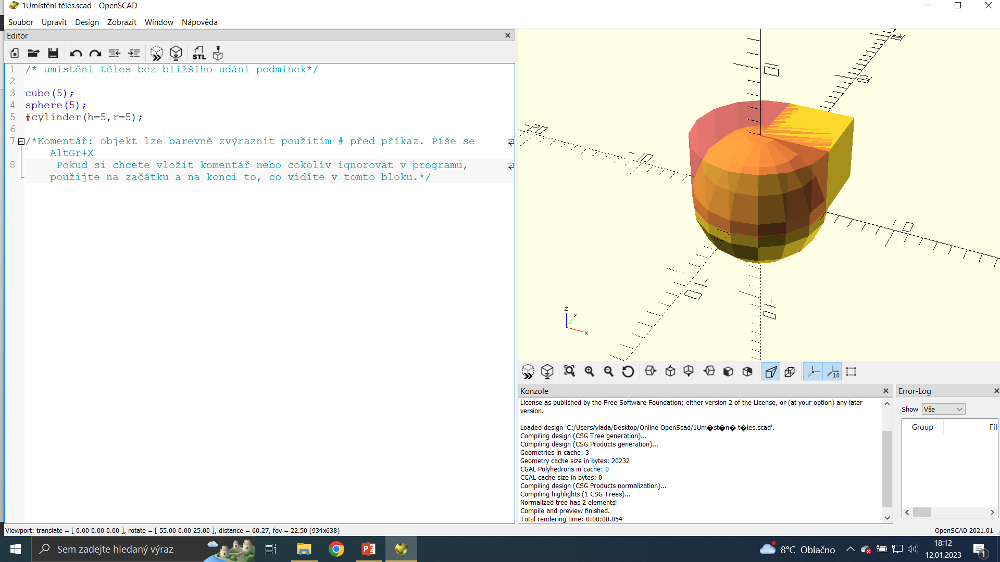 1Umístění těles.scad - OpenSCAD
Soubor Upravit Design Zobrazit Window Nápověda
Editor
STL
1 /* umístění těles bez bližšího udání podmínek*/
2
3 cube(5);
4 sphere(5);
5 #cylinder(h=5,r=5);
6
7 /*Komentář: objekt lze barevně zvýraznit použitím # před příkaz. Píše se
AltGr+X
8 Pokud si chcete vložit komentář nebo cokoliv ignorovat v programu,
použijte na začátku a na konci to, co vidíte v tomto bloku.*/
10
10
10
z
y
x
10
Konzole
License as published by the Free Software Foundation; either version 2 of the License, or (at your option) any later
version.
Loaded design 'C:/Users/vlada/Desktop/Online OpenScad/1Um�st�n� t�les.scad'.
Compiling design (CSG Tree generation)...
Compiling design (CSG Products generation)...
Geometries in cache: 3
Geometry cache size in bytes: 20232
CGAL Polyhedrons in cache: 0
CGAL cache size in bytes: 0
Compiling design (CSG Products normalization)...
Compiling highlights (1 CSG Trees)...
Normalized tree has 2 elements!
Compile and preview finished.
Total rendering time: 0:00:00.054
Error-Log
Show Vše
Group Fil
Viewport: translate = [ 0.00 0.00 0.00 ], rotate = [ 55.00 0.00 25.00 ], distance = 60.27, fov = 22.50 (934x638)
OpenSCAD 2021.01
Sem zadejte hledaný výraz
8°C Oblačno
18:12
12.01.2023
1